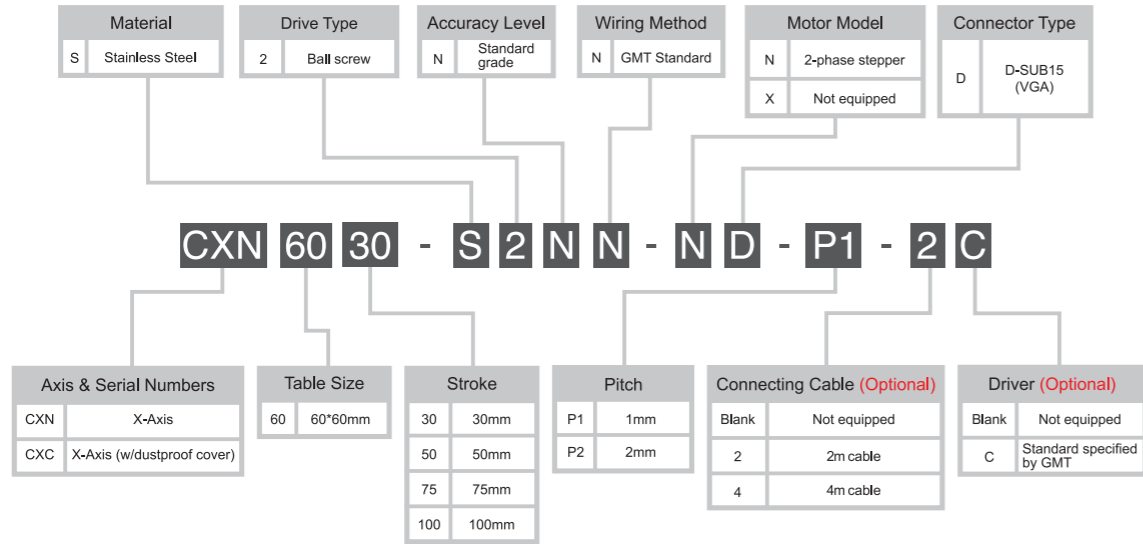 Material
S Stainless Steel
Drive Type
2 Ball screw
Accuracy Level
N Standard
grade
Wiring Method
N GMT Standard
Motor Model
N 2-phase stepper
X Not equipped
Connector Type
D D-SUB15
(VGA)
CXN 60 30 - S 2 N N - N D - P1 - 2 C
Axis & Serial Numbers
CXN X-Axis
CXC X-Axis (w/dustproof cover)
Table Size
60 60*60mm
Stroke
30 30mm
50 50mm
75 75mm
100 100mm
Pitch
P1 1mm
P2 2mm
Connecting Cable (Optional)
Blank Not equipped
2 2m cable
4 4m cable
Driver (Optional)
Blank Not equipped
C Standard specified
by GMT